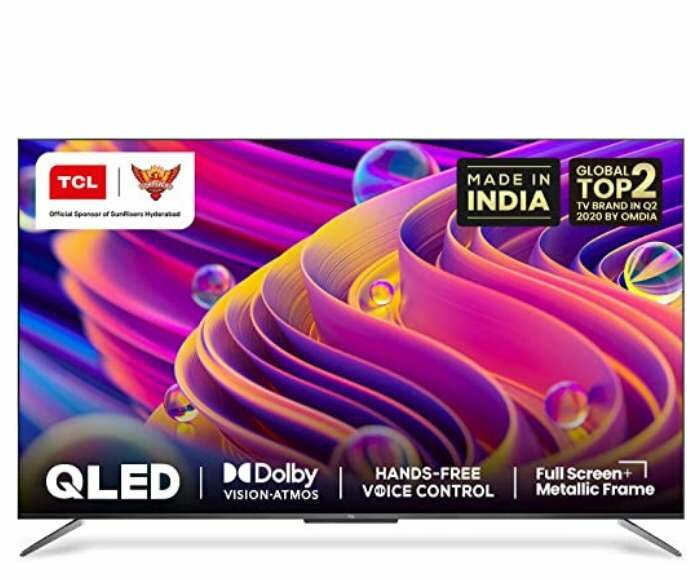 TCL
Official Sponsor of SunRisers Hyderabad
MADE IN
INDIA
GLOBAL
TOP2
TV BRAND IN Q2
2020 BY OMDIA
QLED
Dolby
VISION·ATMOS
HANDS-FREE
VOICE CONTROL
Full Screen+
Metallic Frame